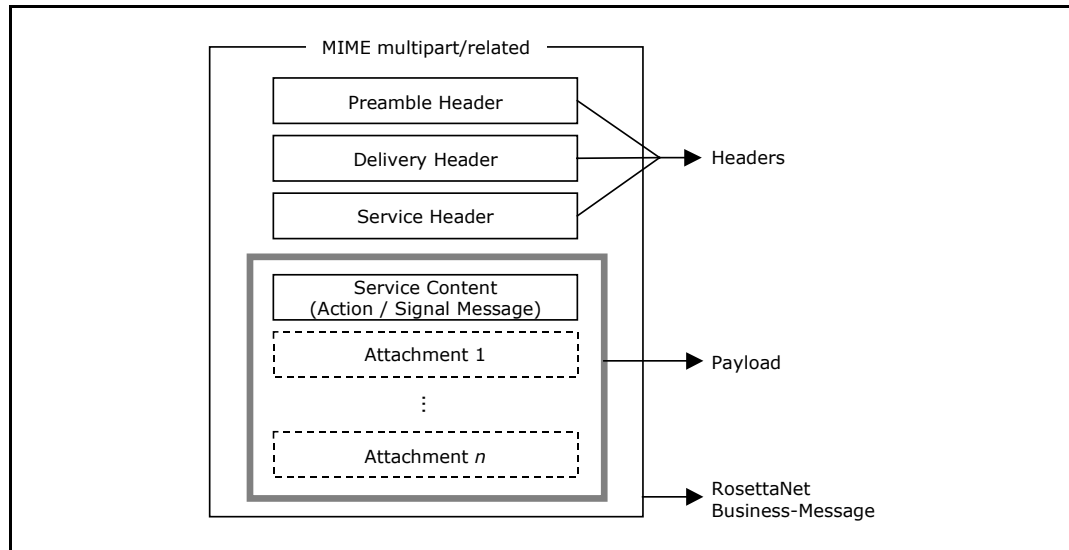 MIME multipart/related
Preamble Header
Delivery Header
Headers
Service Header
Service Content
(Action / Signal Message)
Attachment 1
Payload
⋮
Attachment n
RosettaNet
Business-Message